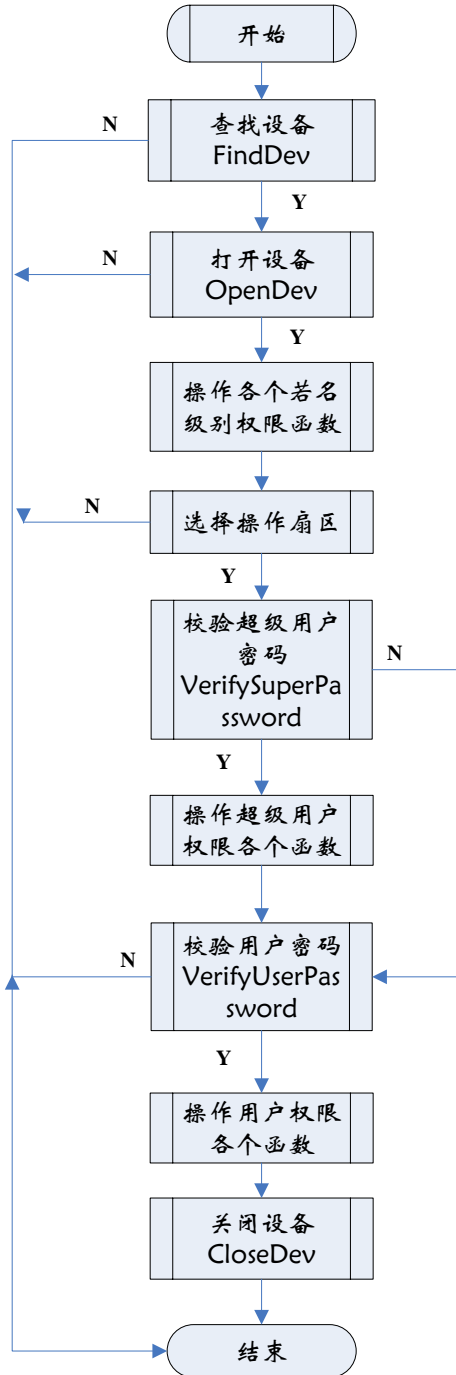 开始
N
查找设备
FindDev
Y
N
打开设备
OpenDev
Y
操作各个若名
级别权限函数
N
选择操作扇区
Y
校验超级用户
密码
VerifySuperPa
ssword
N
Y
操作超级用户
权限各个函数
N
校验用户密码
VerifyUserPas
sword
Y
操作用户权限
各个函数
关闭设备
CloseDev
结束